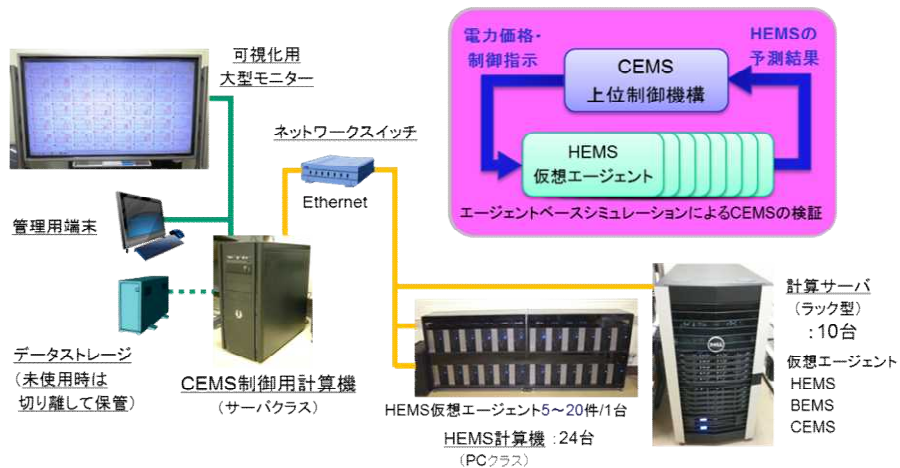 可視化用
大型モニター
ネットワークスイッチ
Ethernet
管理用端末
データストレージ
(未使用時は
切り離して保管)
CEMS制御用計算機
(サーバクラス)
電力価格・
制御指示
CEMS
上位制御機構
HEMSの
予測結果
HEMS
仮想エージェント
エージェントベースシミュレーションによるCEMSの検証
HEMS仮想エージェント5～20件/1台
HEMS計算機：24台
(PCクラス)
DELL
計算サーバ
(ラック型)
：10台
仮想エージェント
HEMS
BEMS
CEMS